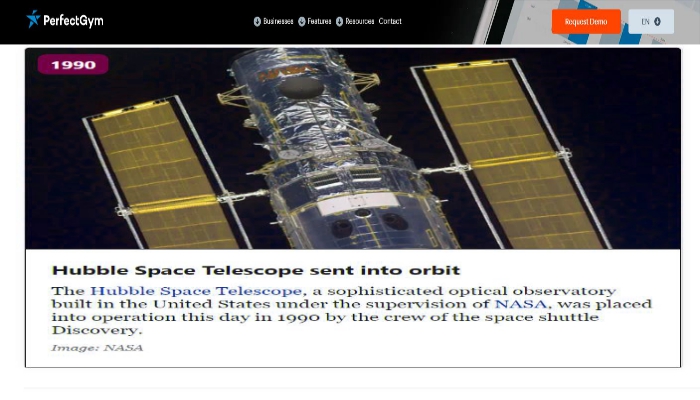 PerfectGym
Businesses Features Resources Contact
Request Demo
EN
1990
Hubble Space Telescope sent into orbit
The Hubble Space Telescope, a sophisticated optical observatory
built in the United States under the supervision of NASA, was placed
into operation this day in 1990 by the crew of the space shuttle
Discovery.
Image: NASA